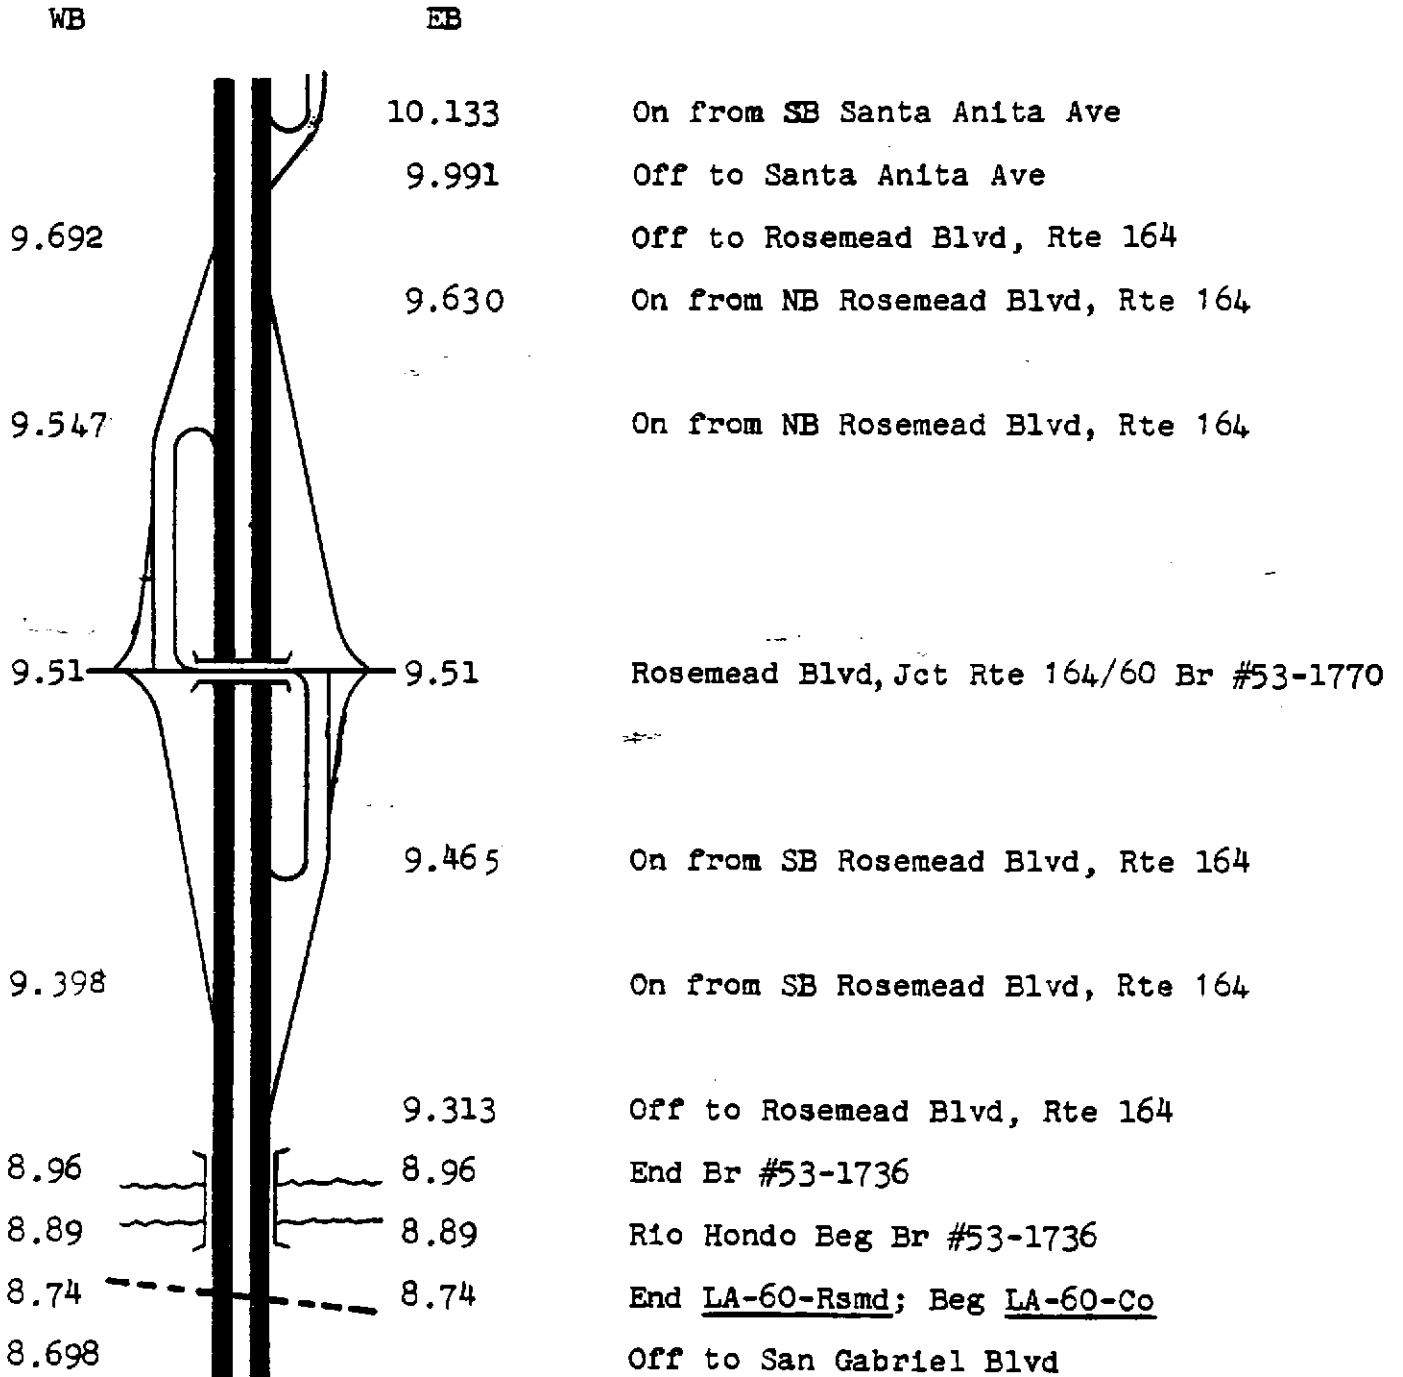 WB EB
10.133 On from SB Santa Anita Ave
9.991 Off to Santa Anita Ave
9.692 Off to Rosemead Blvd, Rte 164
9.630 On from NB Rosemead Blvd, Rte 164
9.547 On from NB Rosemead Blvd, Rte 164
9.51 9.51 Rosemead Blvd, Jct Rte 164/60 Br #53-1770
9.465 On from SB Rosemead Blvd, Rte 164
9.398 On from SB Rosemead Blvd, Rte 164
9.313 Off to Rosemead Blvd, Rte 164
8.96 8.96 End Br #53-1736
8.89 8.89 Rio Hondo Beg Br #53-1736
8.74 8.74 End LA-60-Rsmd; Beg LA-60-Co
8.698 Off to San Gabriel Blvd